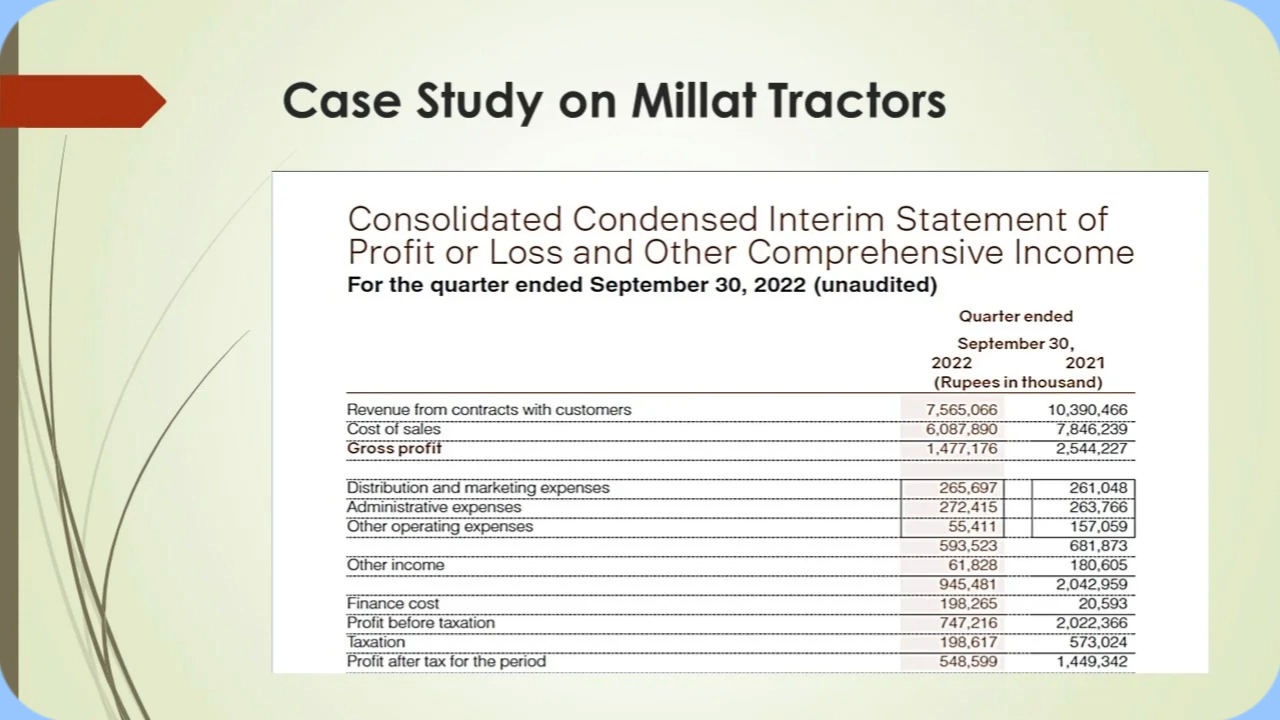 Case Study on Millat Tractors
Consolidated Condensed Interim Statement of
Profit or Loss and Other Comprehensive Income
For the quarter ended September 30, 2022 (unaudited)
Quarter ended
September 30,
2022 2021
(Rupees in thousand)
Revenue from contracts with customers 7,565,066 10,390,466
Cost of sales 6,087,890 7,846,239
Gross profit 1,477,176 2,544,227
Distribution and marketing expenses 265,697 261,048
Administrative expenses 272,415 263,766
Other operating expenses 55,411 157,059
593,523 681,873
Other income 61,828 180,605
945,481 2,042,959
Finance cost 198,265 20,593
Profit before taxation 747,216 2,022,366
Taxation 198,617 573,024
Profit after tax for the period 548,599 1,449,342